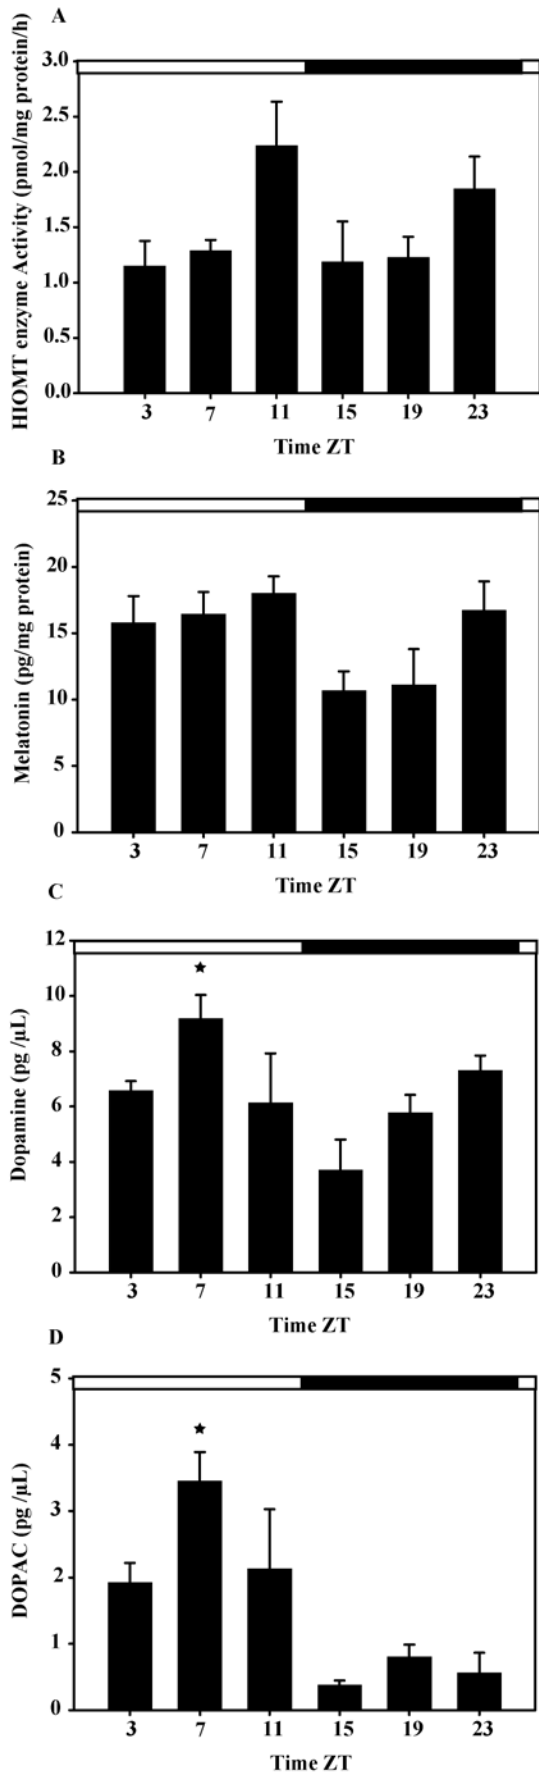 A
HIOMT enzyme Activity (pmol/mg protein/h)
3.0
2.5
2.0
1.5
1.0
0.5
0.0
3 7 11 15 19 23
Time ZT
B
Melatonin (pg/mg protein)
25
20
15
10
5
0
3 7 11 15 19 23
Time ZT
C
Dopamine (pg /μL)
12
10
8
6
4
2
0
3 7 11 15 19 23
Time ZT
D
DOPAC (pg /μL)
5
4
3
2
1
0
3 7 11 15 19 23
Time ZT